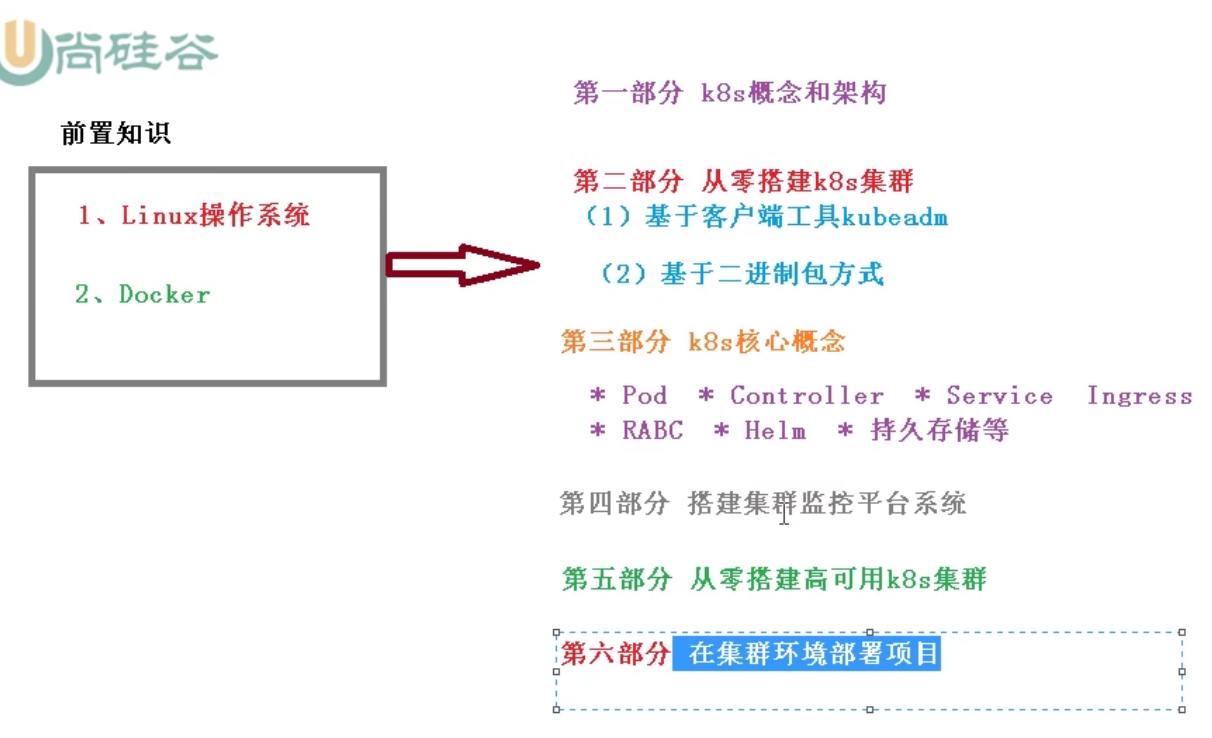 尚硅谷
前置知识
1、Linux操作系统
2、Docker
第一部分 k8s概念和架构
第二部分 从零搭建k8s集群
（1）基于客户端工具kubeadm
（2）基于二进制包方式
第三部分 k8s核心概念
* Pod * Controller * Service Ingress
* RABC * Helm * 持久存储等
第四部分 搭建集群监控平台系统
第五部分 从零搭建高可用k8s集群
第六部分 在集群环境部署项目